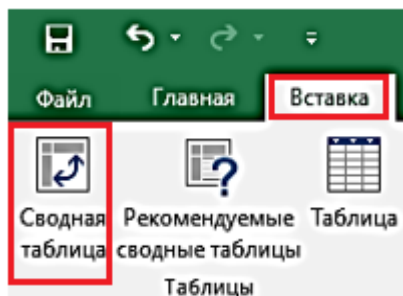 Файл Главная Вставка
Сводная Рекомендуемые Таблица
таблица сводные таблицы
Таблицы